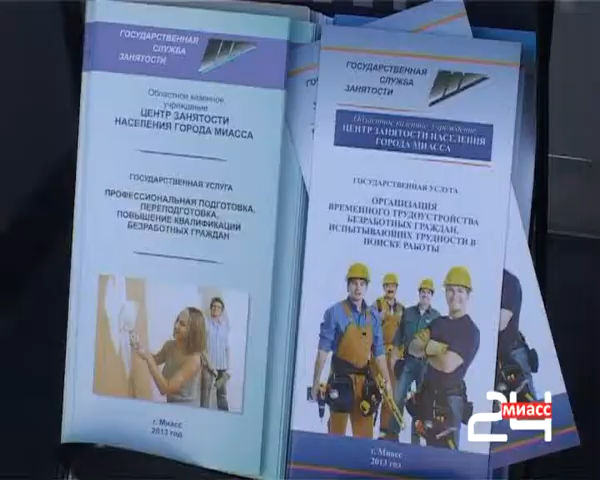 ГОСУДАРСТВЕННАЯ
СЛУЖБА
ЗАНЯТОСТИ
Областное казенное
учреждение
ЦЕНТР ЗАНЯТОСТИ
НАСЕЛЕНИЯ ГОРОДА МИАССА
ГОСУДАРСТВЕННАЯ УСЛУГА
ПРОФЕССИОНАЛЬНАЯ ПОДГОТОВКА,
ПЕРЕПОДГОТОВКА,
ПОВЫШЕНИЕ КВАЛИФИКАЦИИ
БЕЗРАБОТНЫХ ГРАЖДАН
г. Миасс
2013 год
ГОСУДАРСТВЕННАЯ
СЛУЖБА
ЗАНЯТОСТИ
Областное казенное учреждение
ЦЕНТР ЗАНЯТОСТИ НАСЕЛЕНИЯ
ГОРОДА МИАССА
ГОСУДАРСТВЕННАЯ УСЛУГА
ОРГАНИЗАЦИЯ
ВРЕМЕННОГО ТРУДОУСТРОЙСТВА
БЕЗРАБОТНЫХ ГРАЖДАН,
ИСПЫТЫВАЮЩИХ ТРУДНОСТИ В
ПОИСКЕ РАБОТЫ
г. Миасс
2013 год
24
МИАСС